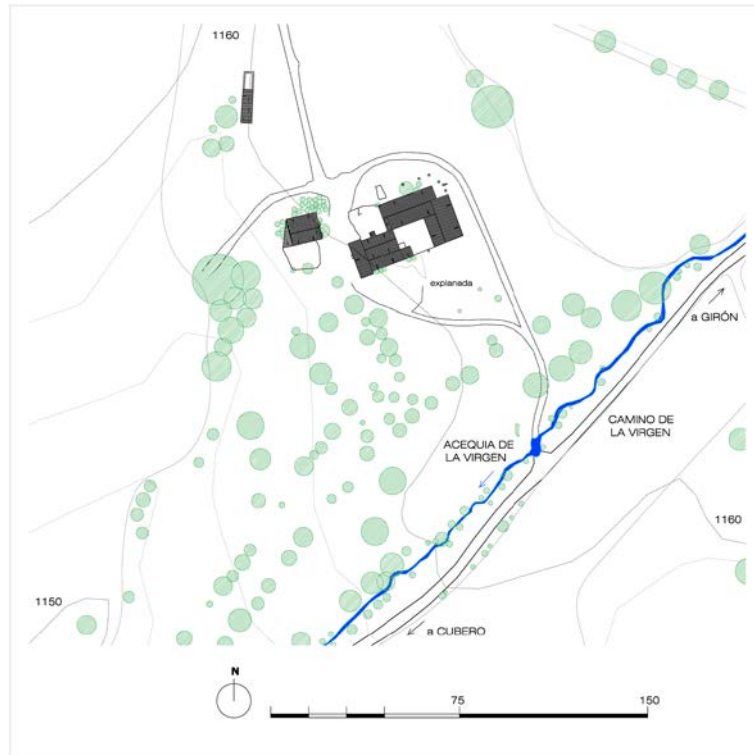 1160
explanada
a GIRÓN
CAMINO DE
LA VIRGEN
ACEQUIA DE
LA VIRGEN
1160
1150
a CUBERO
N
75
150